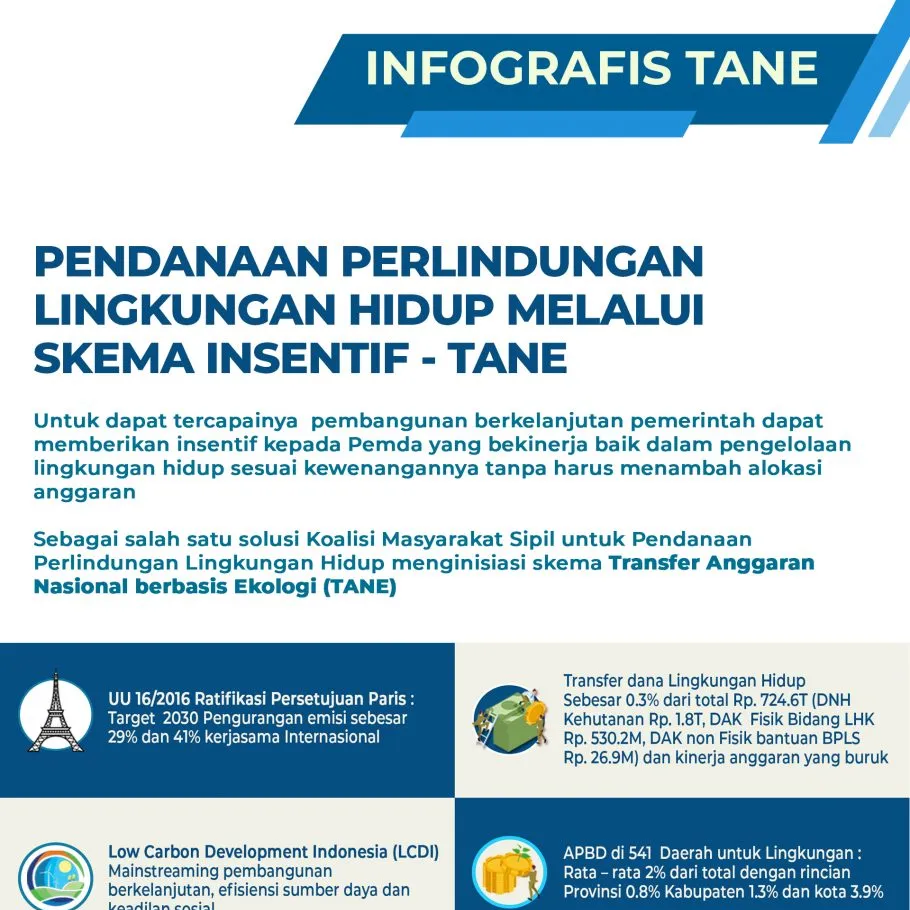 INFOGRAFIS TANE
PENDANAAN PERLINDUNGAN
LINGKUNGAN HIDUP MELALUI
SKEMA INSENTIF - TANE
Untuk dapat tercapainya pembangunan berkelanjutan pemerintah dapat
memberikan insentif kepada Pemda yang bekinerja baik dalam pengelolaan
lingkungan hidup sesuai kewenangannya tanpa harus menambah alokasi
anggaran
Sebagai salah satu solusi Koalisi Masyarakat Sipil untuk Pendanaan
Perlindungan Lingkungan Hidup menginisiasi skema Transfer Anggaran
Nasional berbasis Ekologi (TANE)
UU 16/2016 Ratifikasi Persetujuan Paris :
Target 2030 Pengurangan emisi sebesar
29% dan 41% kerjasama Internasional
Transfer dana Lingkungan Hidup
Sebesar 0.3% dari total Rp. 724.6T (DNH
Kehutanan Rp. 1.8T, DAK Fisik Bidang LHK
Rp. 530.2M, DAK non Fisik bantuan BPLS
Rp. 26.9M) dan kinerja anggaran yang buruk
Low Carbon Development Indonesia (LCDI)
Mainstreaming pembangunan
berkelanjutan, efisiensi sumber daya dan
keadilan sosial
APBD di 541 Daerah untuk Lingkungan :
Rata – rata 2% dari total dengan rincian
Provinsi 0.8% Kabupaten 1.3% dan kota 3.9%